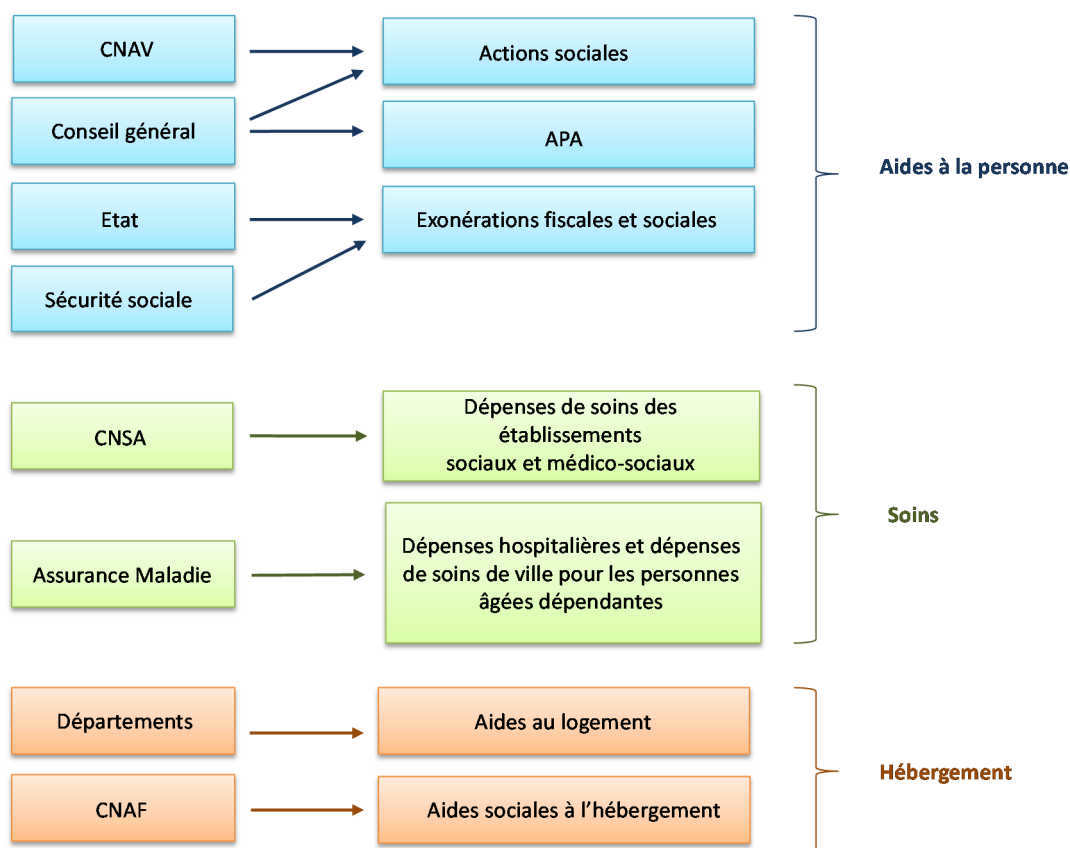 CNAV
Actions sociales
Conseil général
APA
Aides à la personne
Etat
Exonérations fiscales et sociales
Sécurité sociale
CNSA
Dépenses de soins des
établissements
sociaux et médico-sociaux
Soins
Assurance Maladie
Dépenses hospitalières et dépenses
de soins de ville pour les personnes
âgées dépendantes
Départements
Aides au logement
Hébergement
CNAF
Aides sociales à l’hébergement